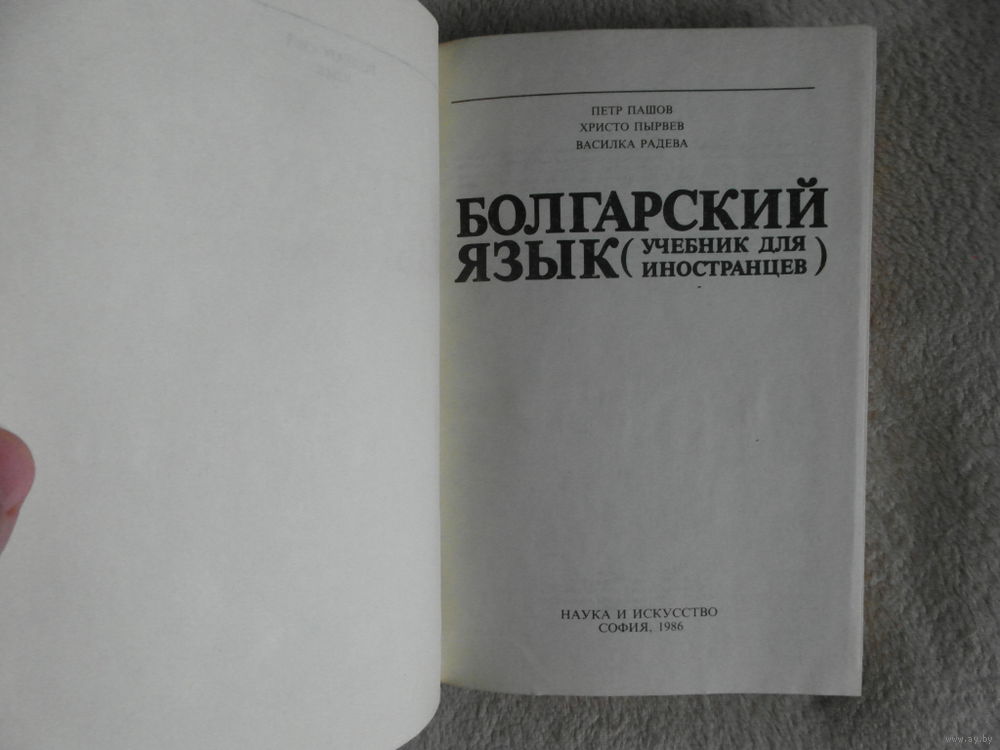 ПЕТР ПАШОВ
ХРИСТО ПЫРВЕВ
ВАСИЛКА РАДЕВА
БОЛГАРСКИЙ
ЯЗЫК ( УЧЕБНИК ДЛЯ
ИНОСТРАНЦЕВ )
НАУКА И ИСКУССТВО
СОФИЯ, 1986
www.ay.by